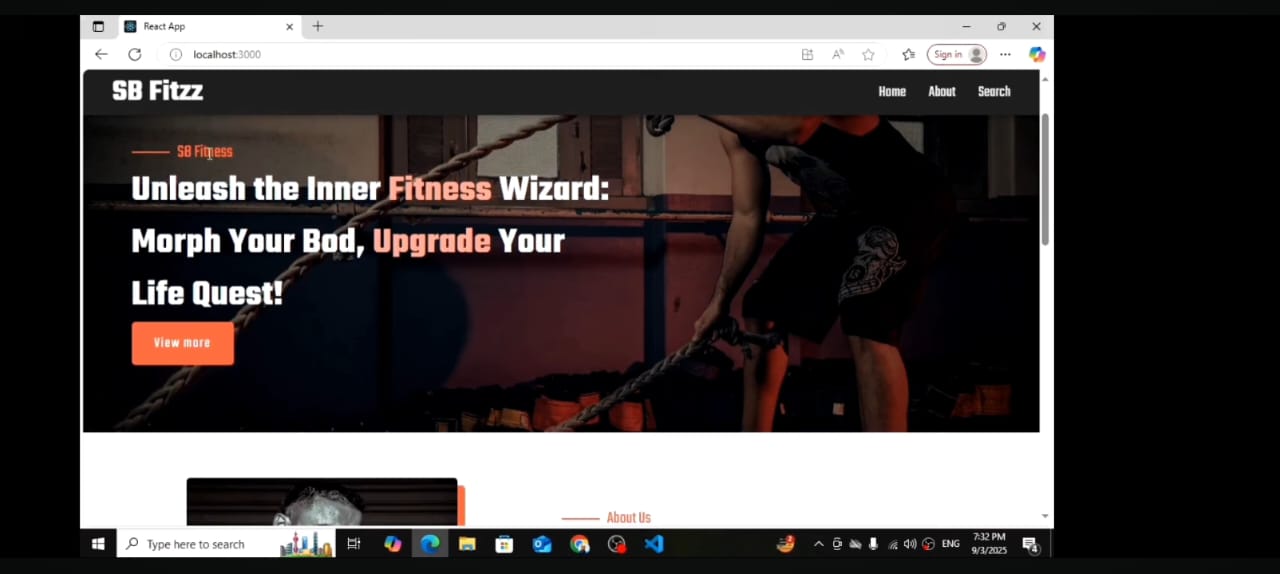 React App
localhost:3000
Sign in
SB Fitzz
Home About Search
SB Fitness
Unleash the Inner Fitness Wizard:
Morph Your Bod, Upgrade Your
Life Quest!
View more
About Us
Type here to search
ENG
7:32 PM
9/3/2025
4